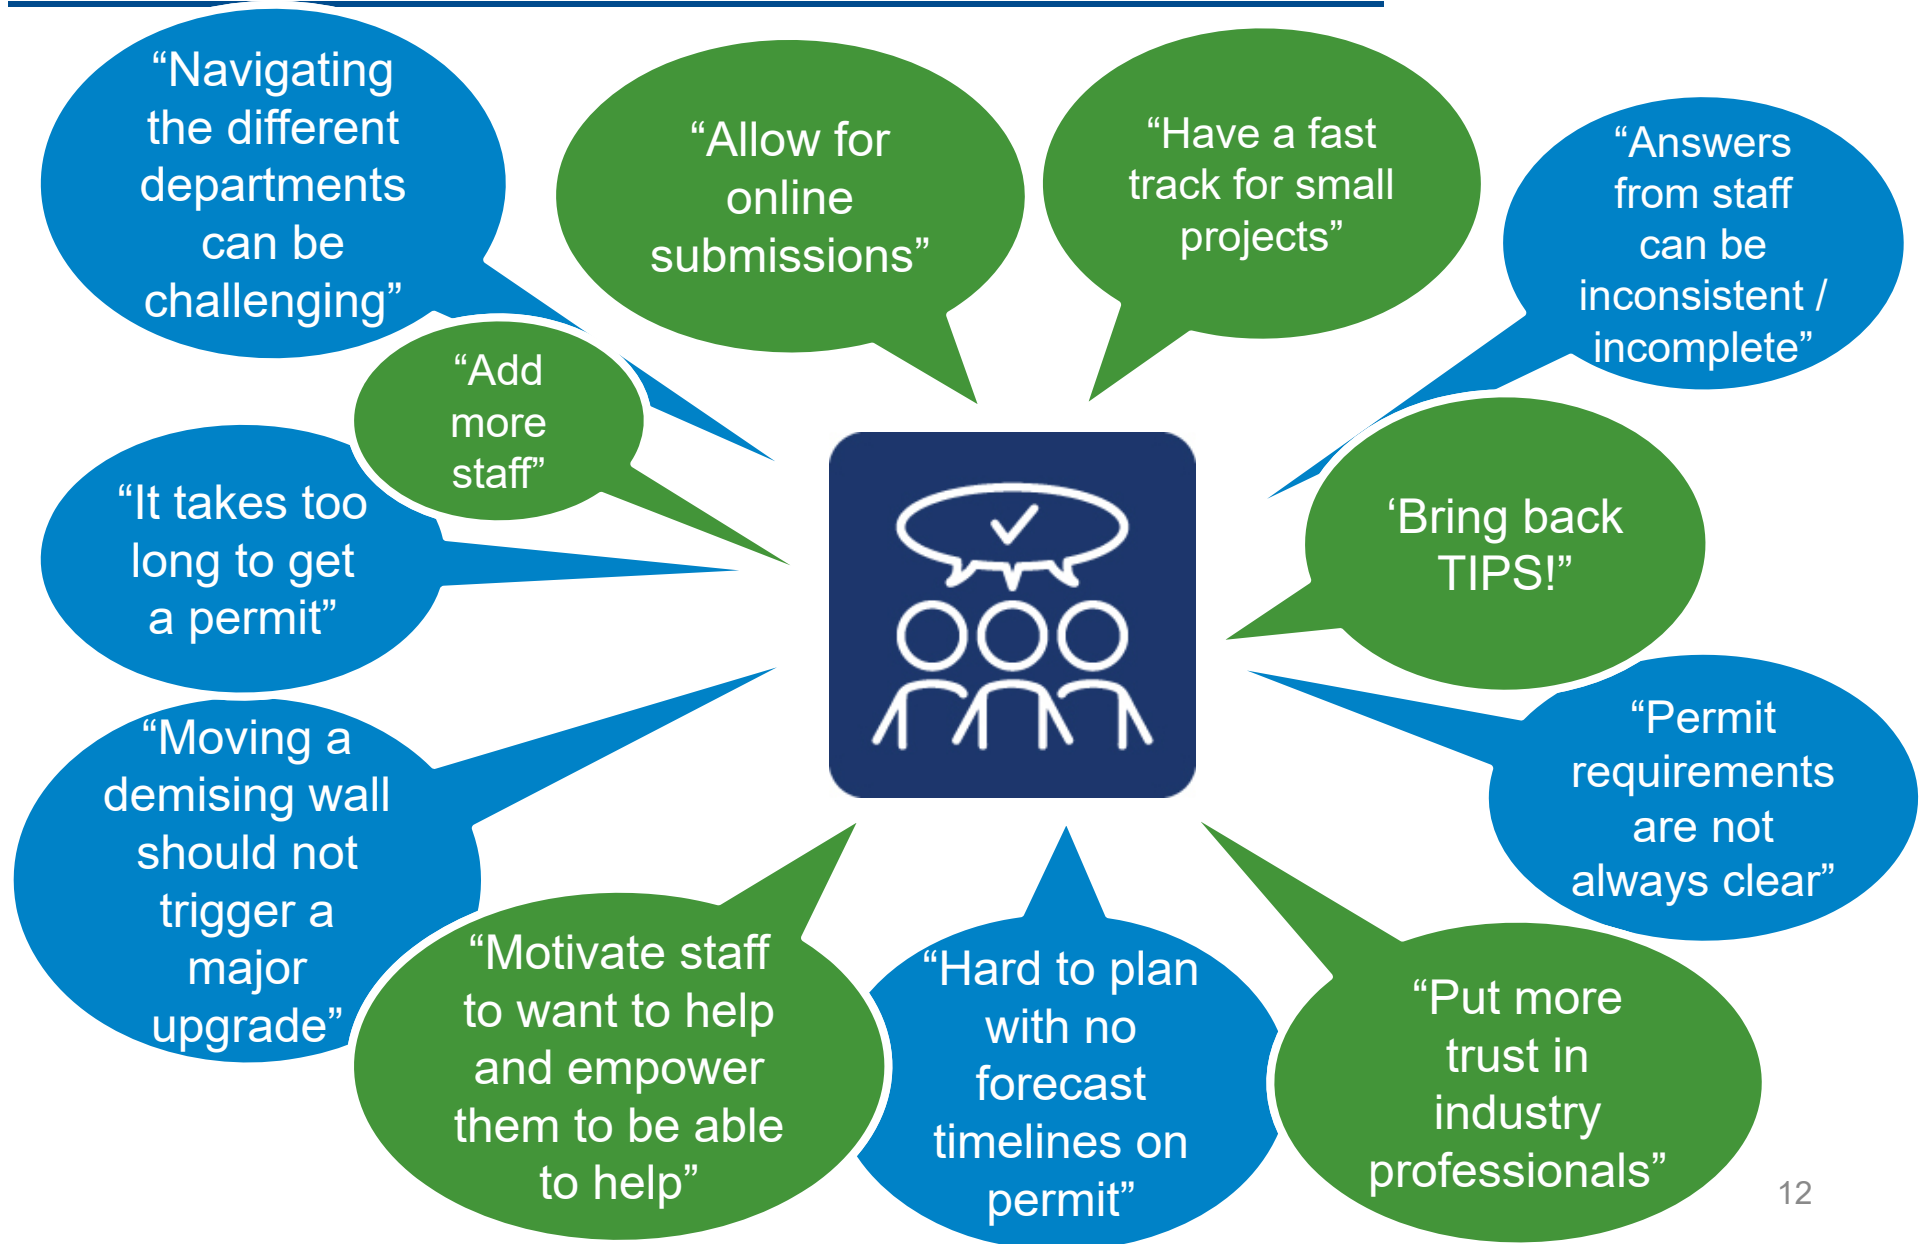 “Navigating
the different
departments
can be
challenging”
“Allow for
online
submissions”
“Have a fast
track for small
projects”
“Answers
from staff
can be
inconsistent /
incomplete”
“Add
more
staff”
“It takes too
long to get
a permit”
‘Bring back
TIPS!”
“Moving a
demising wall
should not
trigger a
major
upgrade”
“Permit
requirements
are not
always clear”
“Motivate staff
to want to help
and empower
them to be able
to help”
“Hard to plan
with no
forecast
timelines on
permit”
“Put more
trust in
industry
professionals”
12